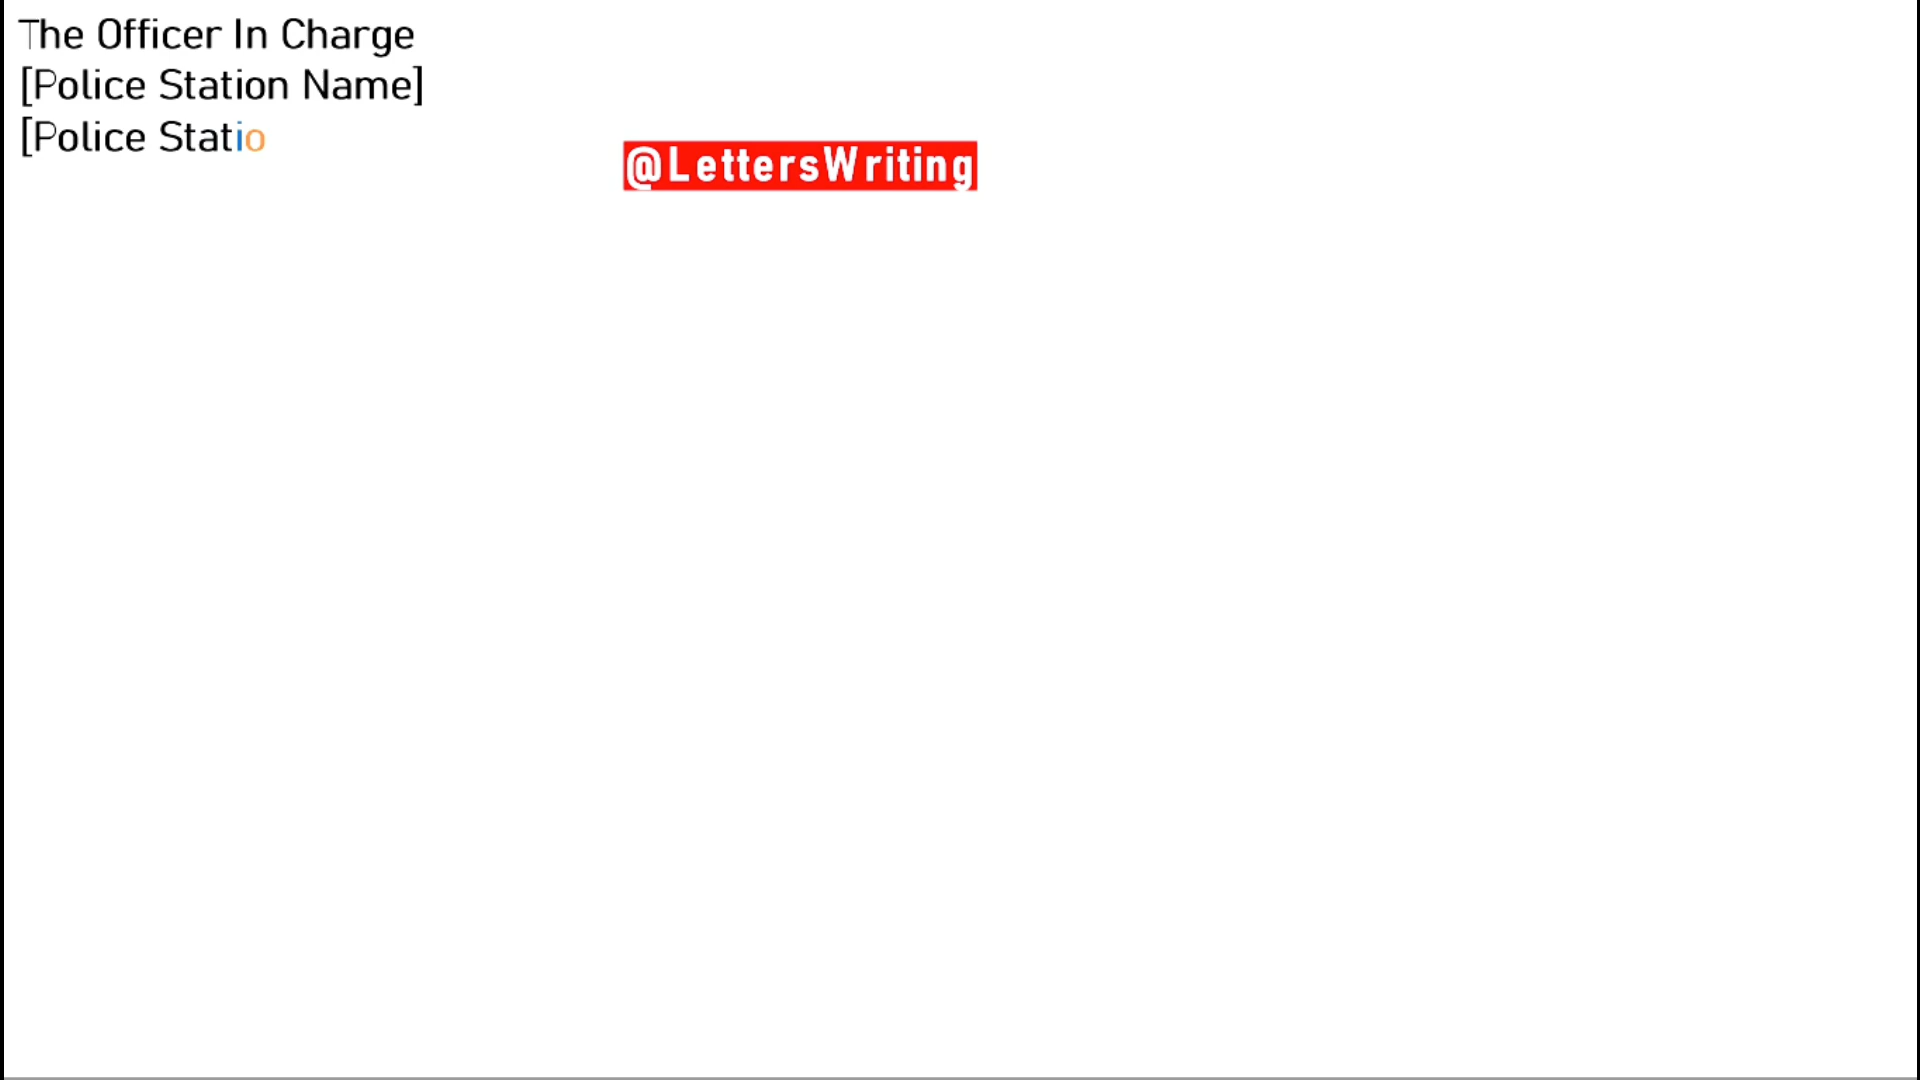 The Officer In Charge
[Police Station Name]
[Police Statio
@LettersWriting